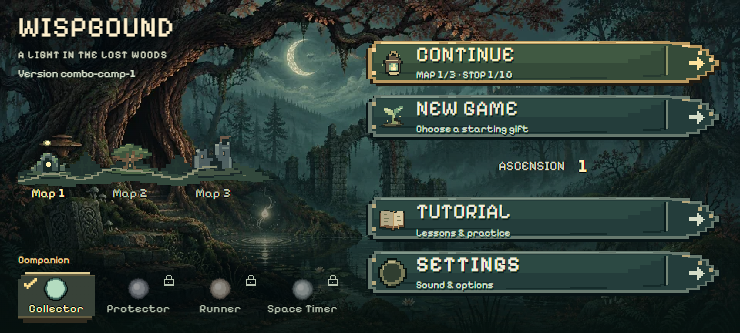 WISPBOUND
A LIGHT IN THE LOST WOODS
Version combo-camp-1
Map 1
Map 2
Map 3
Companion
Collector
Protector
Runner
Space Timer
CONTINUE
MAP 1/3 · STOP 1/10
NEW GAME
Choose a starting gift
ASCENSION 1
TUTORIAL
Lessons & practice
SETTINGS
Sound & options